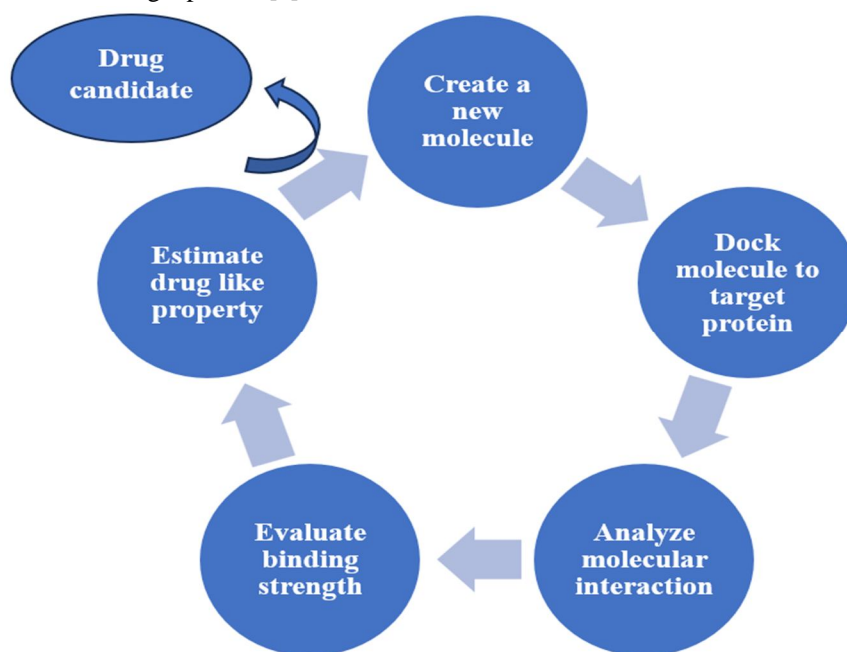 Drug
candidate
Create a
new
molecule
Dock
molecule to
target
protein
Analyze
molecular
interaction
Evaluate
binding
strength
Estimate
drug like
property